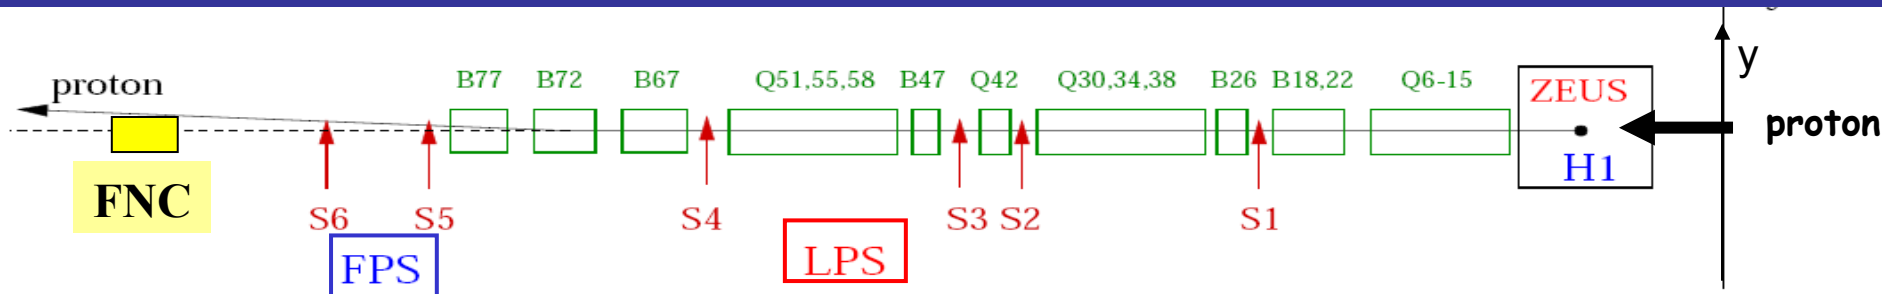 y
proton B77 B72 B67 Q51,55,58 B47 Q42 Q30,34,38 B26 B18,22 Q6-15 ZEUS
proton
H1
FNC
S6 S5 S4 S3 S2 S1
FPS LPS